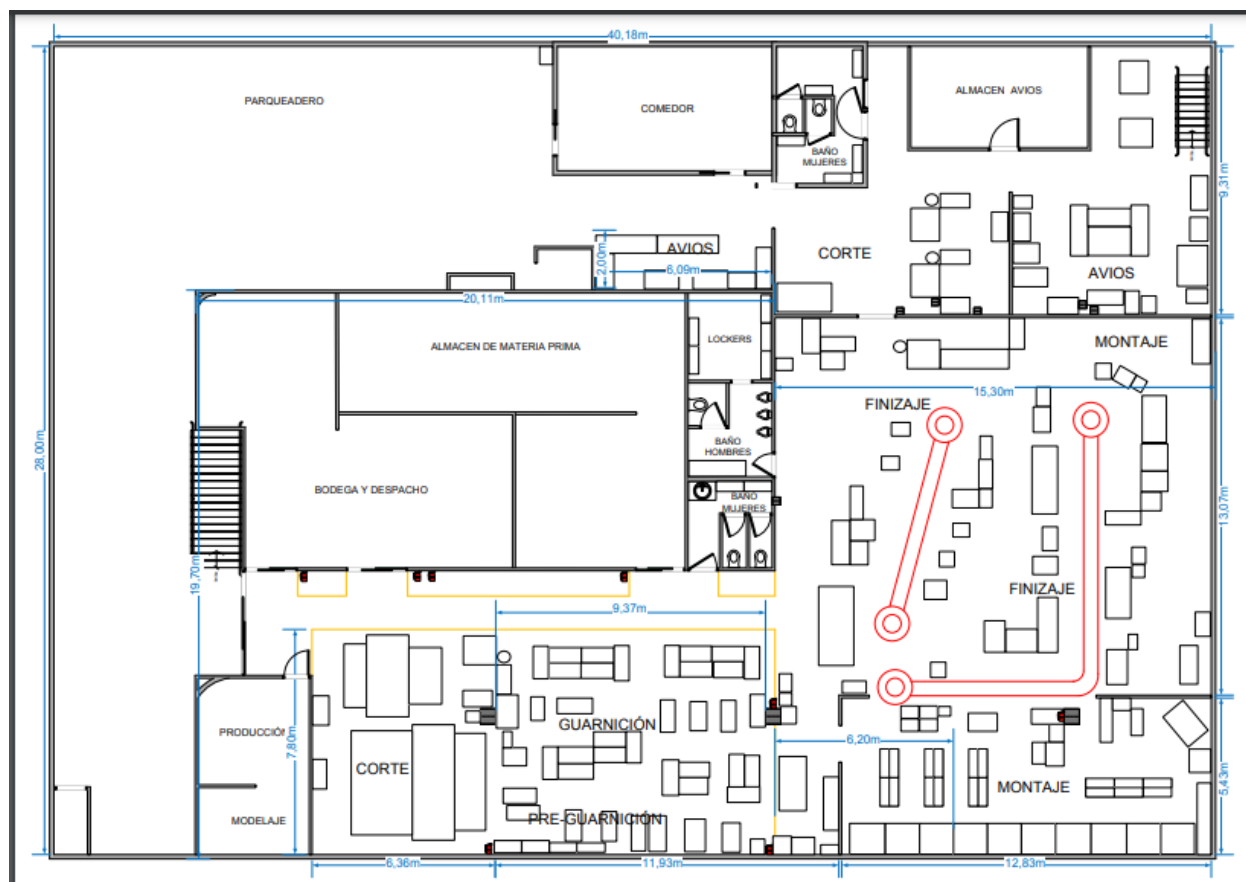 40,18m
PARQUEADERO
COMEDOR
ALMACEN AVIOS
BAÑO
MUJERES
9,31m
AVIOS
2,00m
6,09m
CORTE
AVIOS
20,11m
ALMACEN DE MATERIA PRIMA
LOCKERS
MONTAJE
15,30m
FINIZAJE
28,00m
BAÑO
HOMBRES
BODEGA Y DESPACHO
BAÑO
MUJERES
13,07m
19,70m
FINIZAJE
9,37m
PRODUCCIÓN
7,80m
GUARNICIÓN
6,20m
CORTE
MONTAJE
5,43m
MODELAJE
PRE-GUARNICIÓN
6,36m
11,93m
12,83m